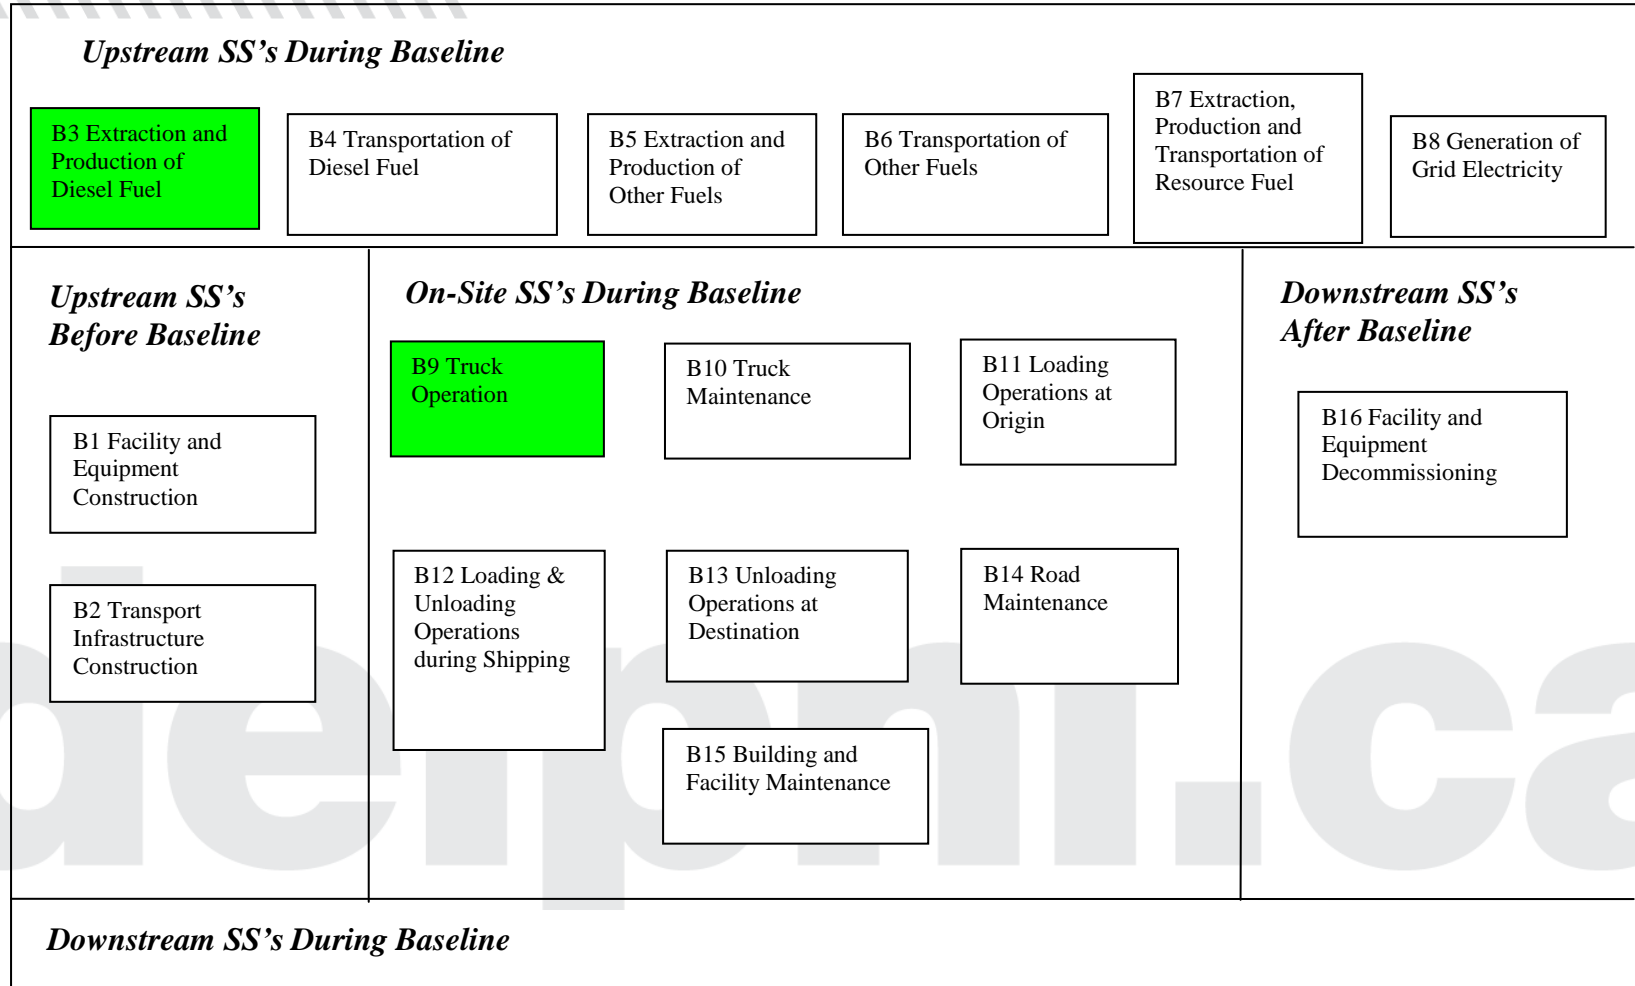 Upstream SS's During Baseline
B3 Extraction and
Production of
Diesel Fuel
B4 Transportation of
Diesel Fuel
B5 Extraction and
Production of
Other Fuels
B6 Transportation of
Other Fuels
B7 Extraction,
Production and
Transportation of
Resource Fuel
B8 Generation of
Grid Electricity
Upstream SS's
Before Baseline
B1 Facility and
Equipment
Construction
B2 Transport
Infrastructure
Construction
On-Site SS's During Baseline
B9 Truck
Operation
B10 Truck
Maintenance
B11 Loading
Operations at
Origin
B12 Loading &
Unloading
Operations
during Shipping
B13 Unloading
Operations at
Destination
B14 Road
Maintenance
B15 Building and
Facility Maintenance
Downstream SS's
After Baseline
B16 Facility and
Equipment
Decommissioning
Downstream SS's During Baseline